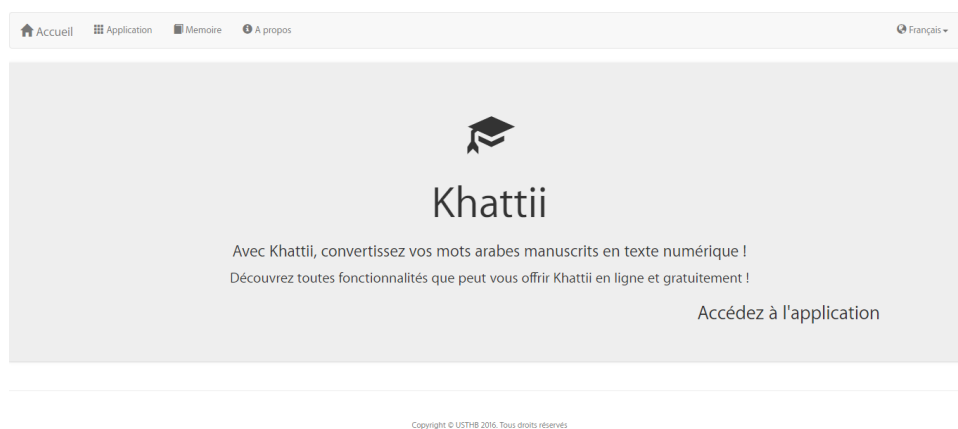 Accueil Application Memoire A propos Français
Khattii
Avec Khattii, convertissez vos mots arabes manuscrits en texte numérique !
Découvrez toutes fonctionnalités que peut vous offrir Khattii en ligne et gratuitement !
Accédez à l'application
Copyright © USTHB 2016. Tous droits réservés